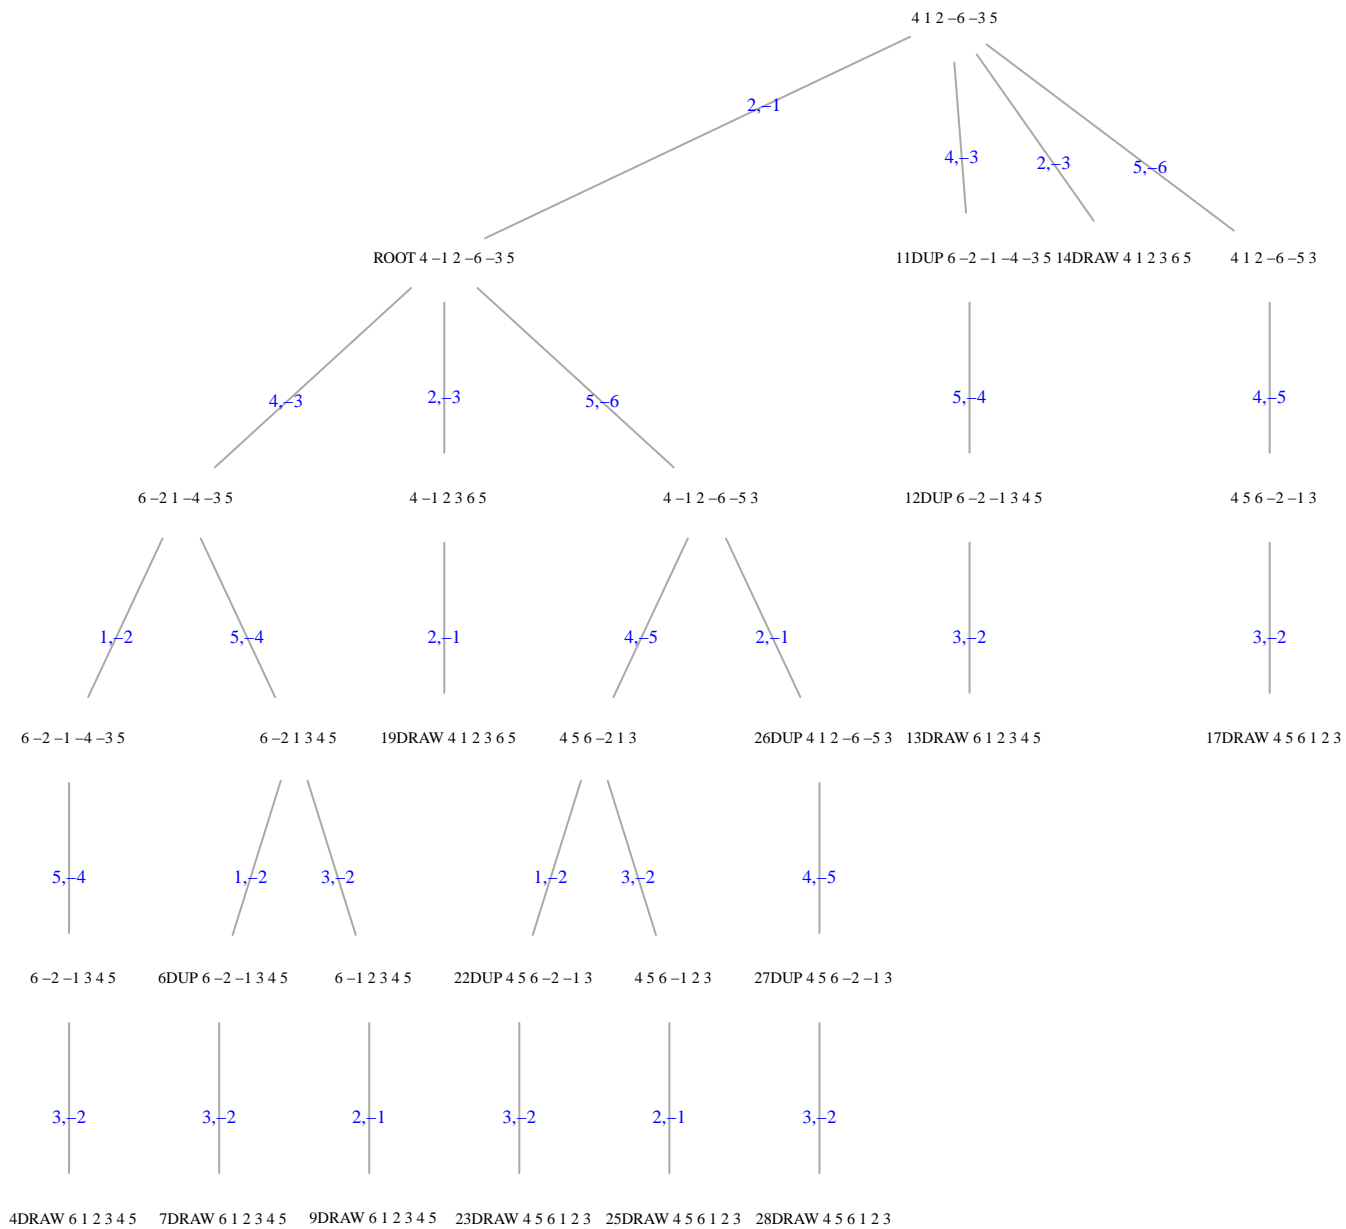 4 1 2 –6 –3 5
2,–1
4,–3
2,–3
5,–6
ROOT 4 –1 2 –6 –3 5
11DUP 6 –2 –1 –4 –3 5
14DRAW 4 1 2 3 6 5
4 1 2 –6 –5 3
4,–3
2,–3
5,–6
5,–4
4,–5
6 –2 1 –4 –3 5
4 –1 2 3 6 5
4 –1 2 –6 –5 3
12DUP 6 –2 –1 3 4 5
4 5 6 –2 –1 3
1,–2
5,–4
2,–1
4,–5
2,–1
3,–2
3,–2
6 –2 –1 –4 –3 5
6 –2 1 3 4 5
19DRAW 4 1 2 3 6 5
4 5 6 –2 1 3
26DUP 4 1 2 –6 –5 3
13DRAW 6 1 2 3 4 5
17DRAW 4 5 6 1 2 3
5,–4
1,–2
3,–2
1,–2
3,–2
4,–5
6 –2 –1 3 4 5
6DUP 6 –2 –1 3 4 5
6 –1 2 3 4 5
22DUP 4 5 6 –2 –1 3
4 5 6 –1 2 3
27DUP 4 5 6 –2 –1 3
3,–2
3,–2
2,–1
3,–2
2,–1
3,–2
4DRAW 6 1 2 3 4 5
7DRAW 6 1 2 3 4 5
9DRAW 6 1 2 3 4 5
23DRAW 4 5 6 1 2 3
25DRAW 4 5 6 1 2 3
28DRAW 4 5 6 1 2 3